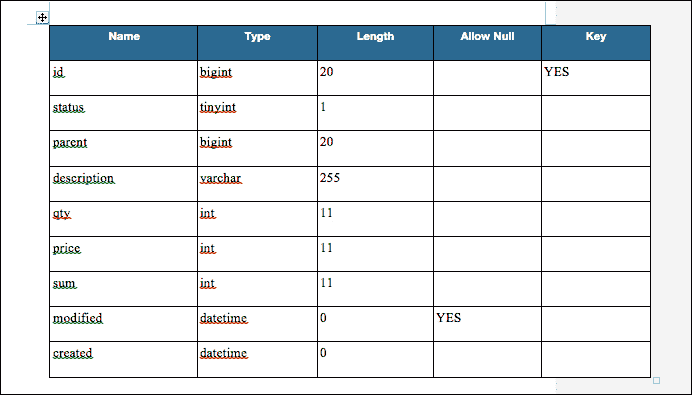 Name Type Length Allow Null Key
id bigint 20 YES
status tinyint 1
parent bigint 20
description varchar 255
qty int 11
price int 11
sum int 11
modified datetime 0 YES
created datetime 0